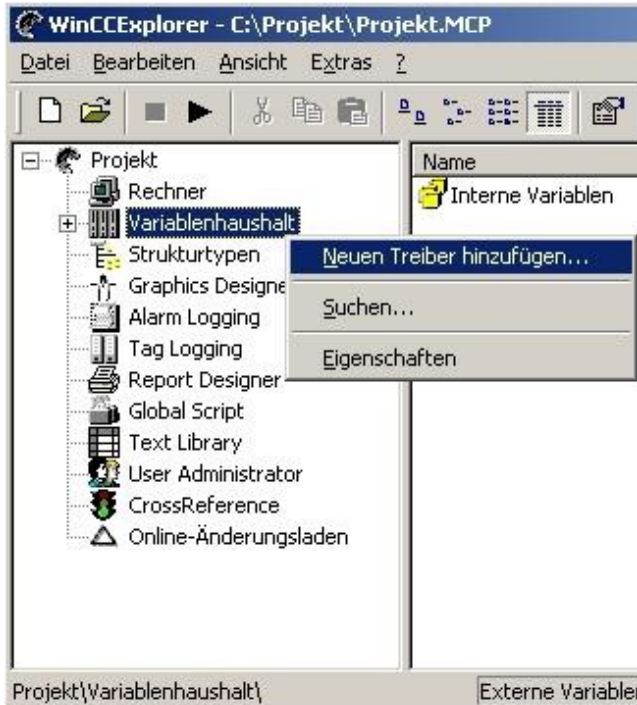 WinCCExplorer - C:\Projekt\Projekt.MCP
Datei Bearbeiten Ansicht Extras ?
Projekt
Rechner
Variablenhaushalt
Strukturtypen
Graphics Designe
Alarm Logging
Tag Logging
Report Designer
Global Script
Text Library
User Administrator
CrossReference
Online-Änderungsladen
Name
Interne Variablen
Neuen Treiber hinzufügen...
Suchen...
Eigenschaften
Projekt\Variablenhaushalt\
Externe Variable